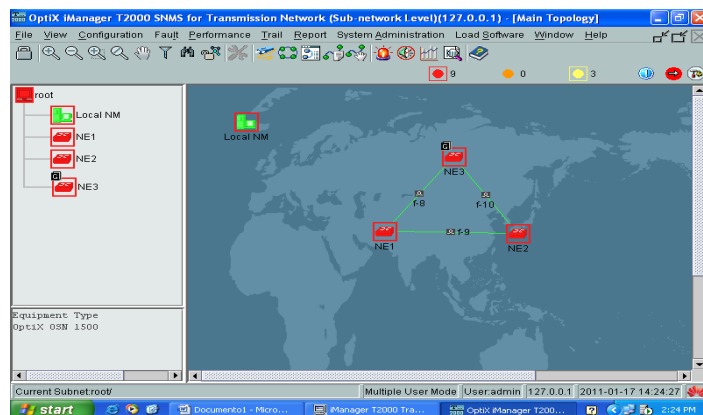 OptiX iManager T2000 SNMS for Transmission Network (Sub-network Level)(127.0.0.1) - [Main Topology]
File View Configuration Fault Performance Trail Report System Administration Load Software Window Help
9 0 3
root
Local NM
NE1
NE2
NE3
Local NM
NE3
f-8
f-10
f-9
NE1
NE2
Equipment Type
OptiX OSN 1500
Current Subnet:root/ Multiple User Mode User:admin 127.0.0.1 2011-01-17 14:24:27
start Documento1 - Micro... iManager T2000 Tra... OptiX iManager T200... 2:24 PM